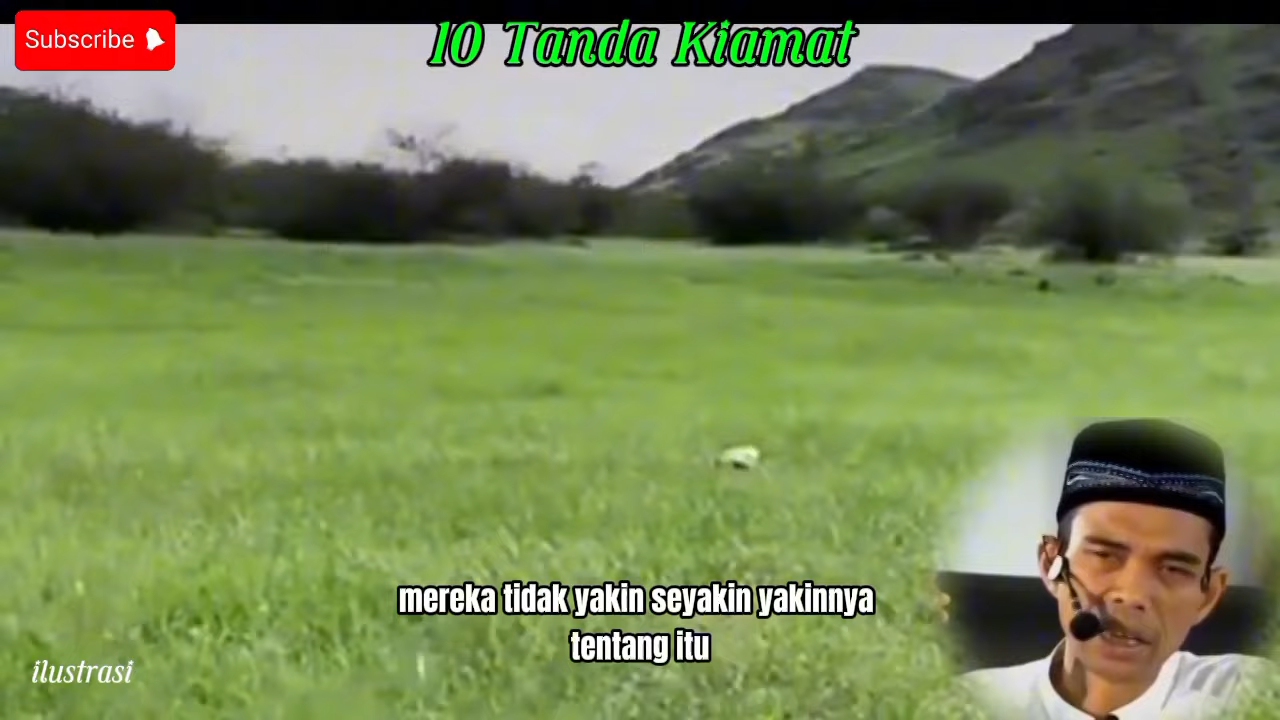 Subscribe
10 Tanda Kiamat
mereka tidak yakin seyakin yakinnya
tentang itu
ilustrasi